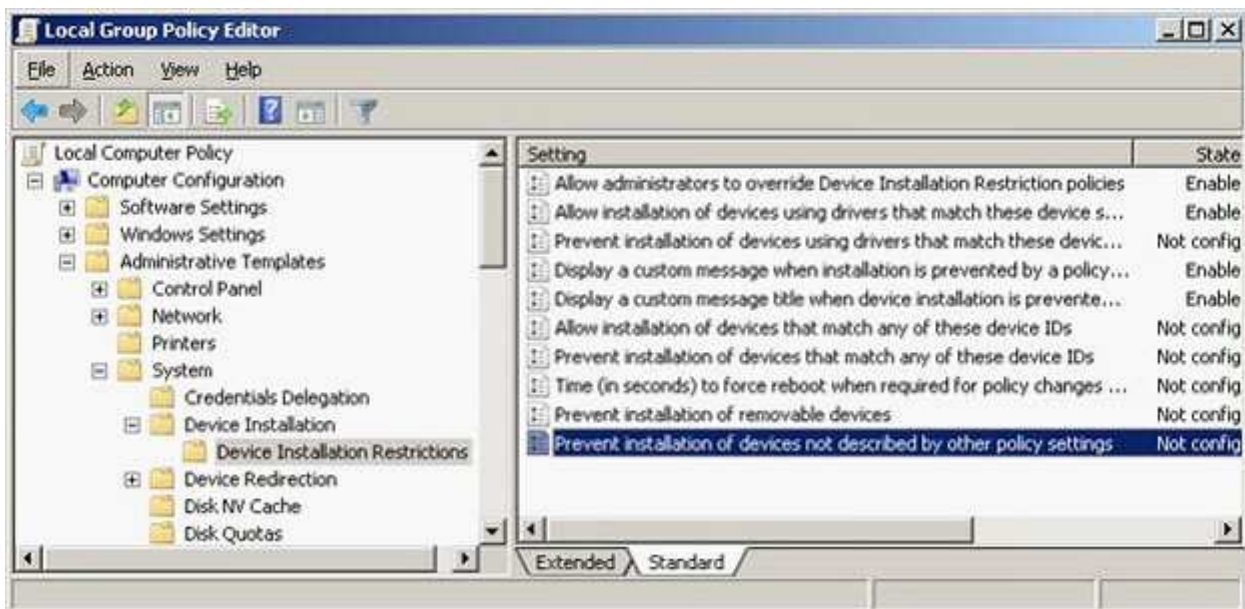 Local Group Policy Editor
File Action View Help
Local Computer Policy
Computer Configuration
Software Settings
Windows Settings
Administrative Templates
Control Panel
Network
Printers
System
Credentials Delegation
Device Installation
Device Installation Restrictions
Device Redirection
Disk NV Cache
Disk Quotas
Setting State
Allow administrators to override Device Installation Restriction policies Enable
Allow installation of devices using drivers that match these device s... Enable
Prevent installation of devices using drivers that match these devic... Not config
Display a custom message when installation is prevented by a policy... Enable
Display a custom message title when device installation is prevente... Enable
Allow installation of devices that match any of these device IDs Not config
Prevent installation of devices that match any of these device IDs Not config
Time (in seconds) to force reboot when required for policy changes ... Not config
Prevent installation of removable devices Not config
Prevent installation of devices not described by other policy settings Not config
Extended Standard